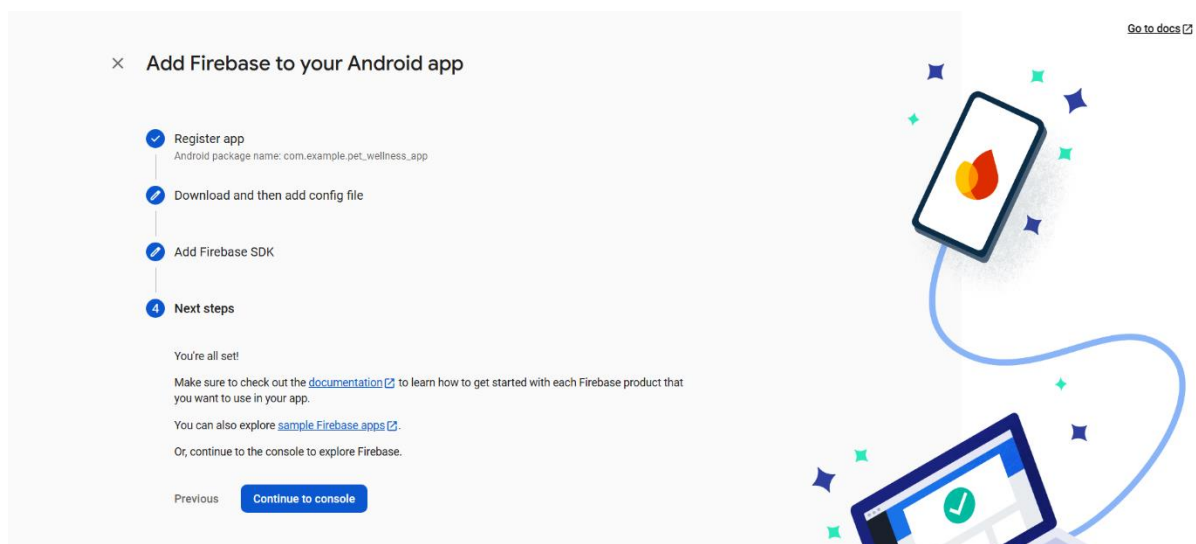 Go to docs
Add Firebase to your Android app
Register app
Android package name: com.example.pet_wellness_app
Download and then add config file
Add Firebase SDK
4 Next steps
You're all set!
Make sure to check out the documentation to learn how to get started with each Firebase product that
you want to use in your app.
You can also explore sample Firebase apps.
Or, continue to the console to explore Firebase.
Previous Continue to console